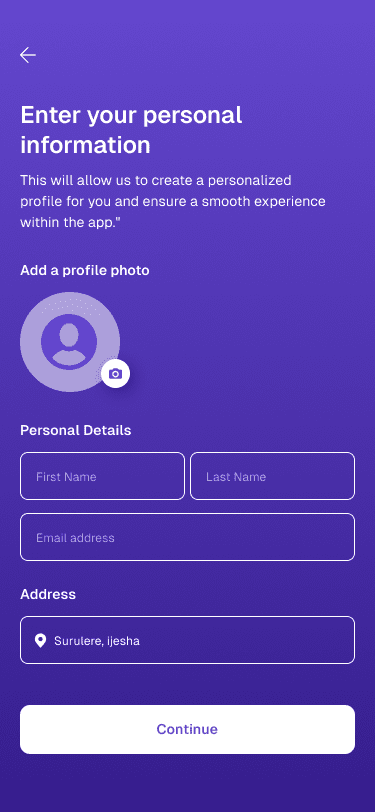 Enter your personal
information
This will allow us to create a personalized
profile for you and ensure a smooth experience
within the app."
Add a profile photo
Personal Details
First Name
Last Name
Email address
Address
Surulere, ijesha
Continue